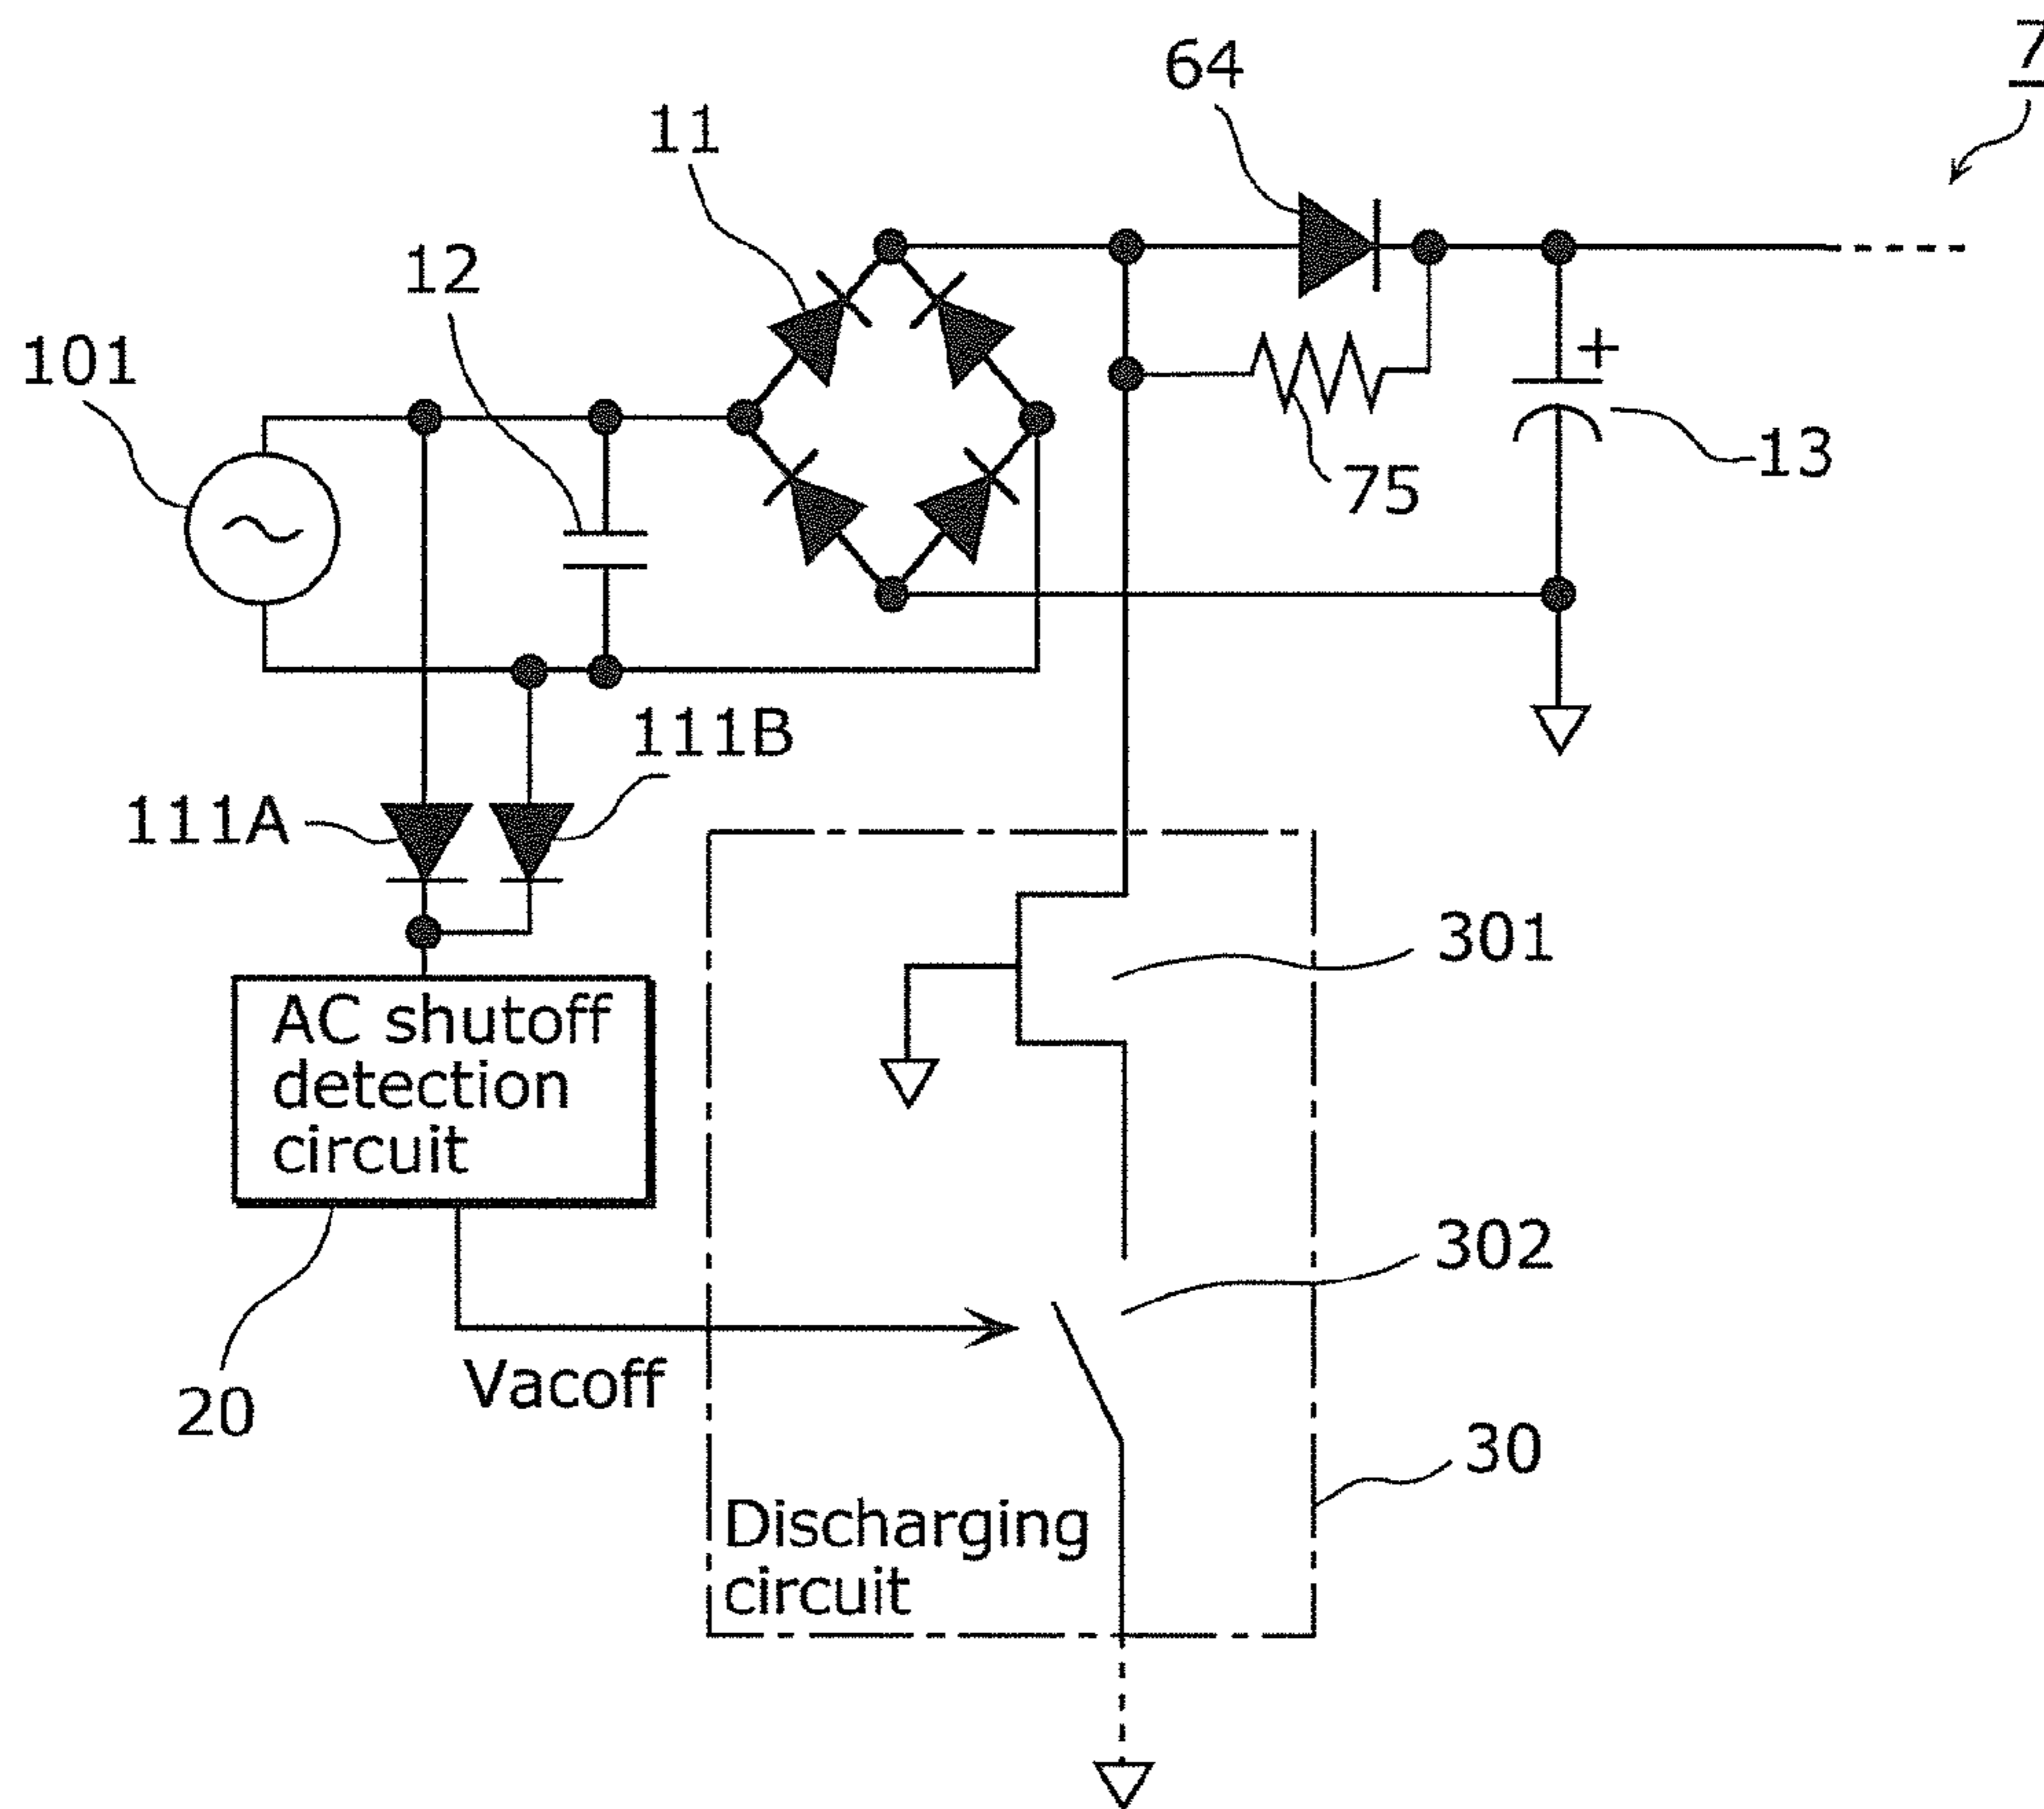 7
64
11
12
101
+
13
75
111B
111A
301
AC shutoff
detection
circuit
302
Vacoff
20
30
Discharging
circuit